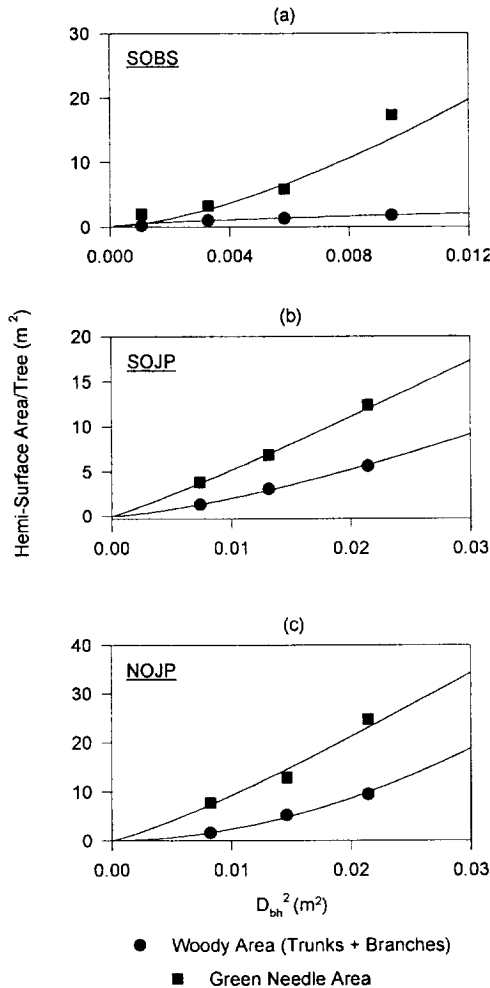 (a)
SOBS
30
20
10
0
0.000 0.004 0.008 0.012
(b)
SOJP
20
15
10
5
0
0.00 0.01 0.02 0.03
Hemi-Surface Area/Tree (m²)
(c)
NOJP
40
30
20
10
0
0.00 0.01 0.02 0.03
Dbh² (m²)
Woody Area (Trunks + Branches)
Green Needle Area